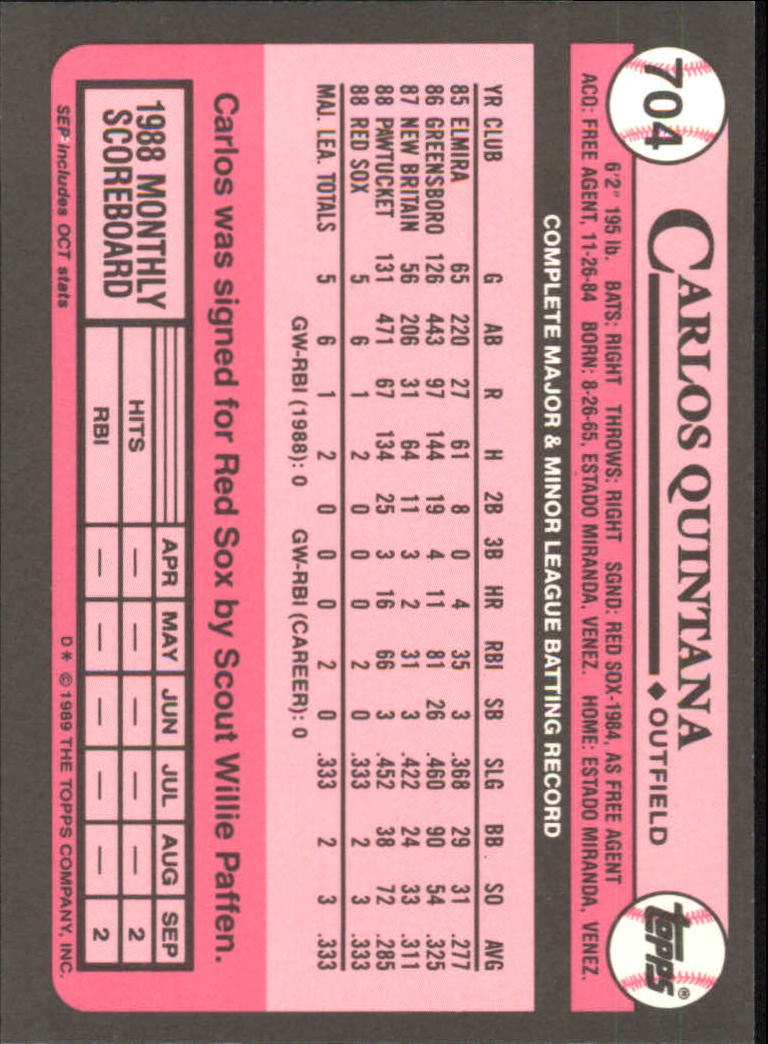 704
CARLOS QUINTANA ◆ OUTFIELD
topps®
6'2" 195 lb. BATS: RIGHT THROWS: RIGHT SGND: RED SOX-1984, AS FREE AGENT
ACQ: FREE AGENT, 11-26-84 BORN: 8-26-65, ESTADO MIRANDA, VENEZ. HOME: ESTADO MIRANDA, VENEZ.
COMPLETE MAJOR & MINOR LEAGUE BATTING RECORD
YR CLUB G AB R H 2B 3B HR RBI SB SLG BB SO AVG
85 ELMIRA 65 220 27 61 8 0 4 35 3 .368 29 31 .277
86 GREENSBORO 126 443 97 144 19 4 11 81 26 .460 90 54 .325
87 NEW BRITAIN 56 206 31 64 11 3 2 31 3 .422 24 33 .311
88 PAWTUCKET 131 471 67 134 25 3 16 66 3 .452 38 72 .285
88 RED SOX 5 6 1 2 0 0 0 2 0 .333 2 3 .333
MAJ. LEA. TOTALS 5 6 1 2 0 0 0 2 0 .333 2 3 .333
GW-RBI (1988): 0 GW-RBI (CAREER): 0
Carlos was signed for Red Sox by Scout Willie Paffen.
1988 MONTHLY
SCOREBOARD
APR MAY JUN JUL AUG SEP
HITS — — — — — 2
RBI — — — — — 2
SEP includes OCT stats
D* © 1989 THE TOPPS COMPANY, INC.